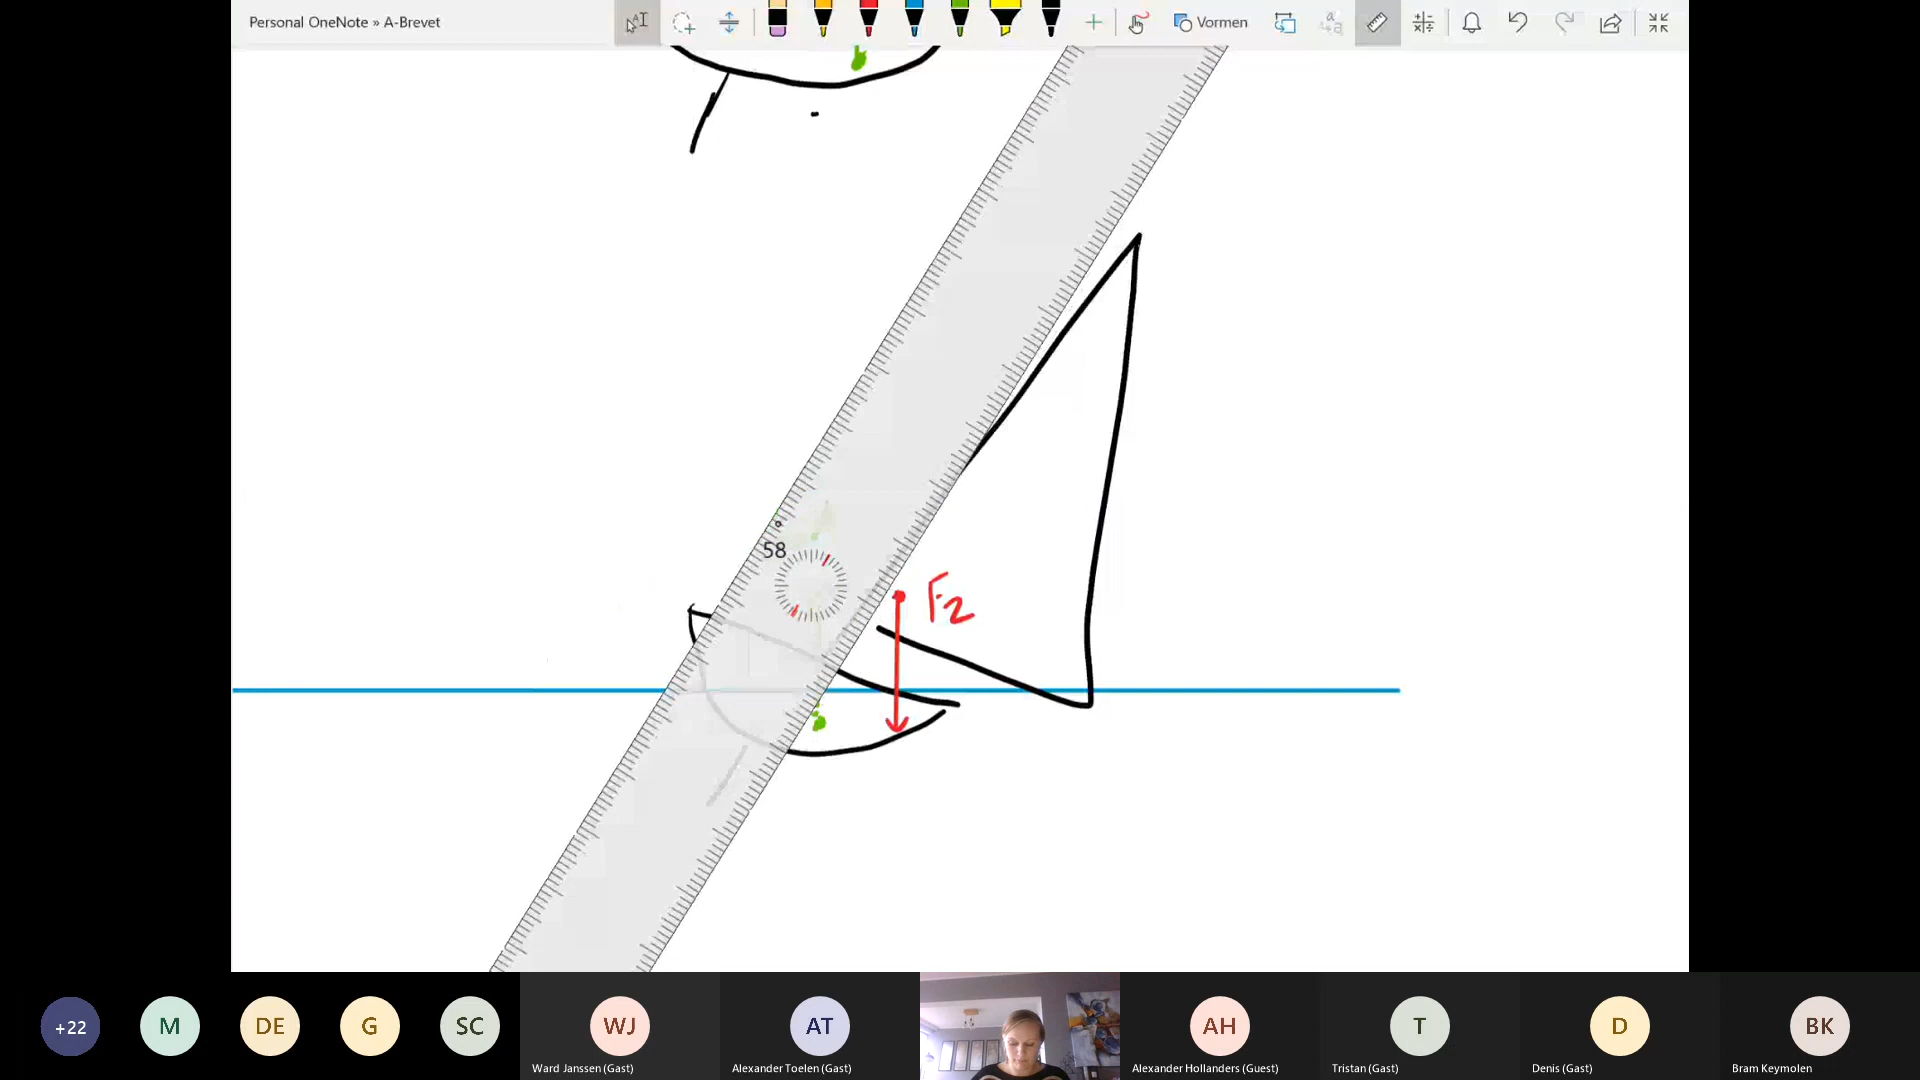 Personal OneNote » A-Brevet
Vormen
58°
F2
+22
M
DE
G
SC
WJ
AT
AH
T
D
BK
Ward Janssen (Gast)
Alexander Toelen (Gast)
Alexander Hollanders (Guest)
Tristan (Gast)
Denis (Gast)
Bram Keymolen